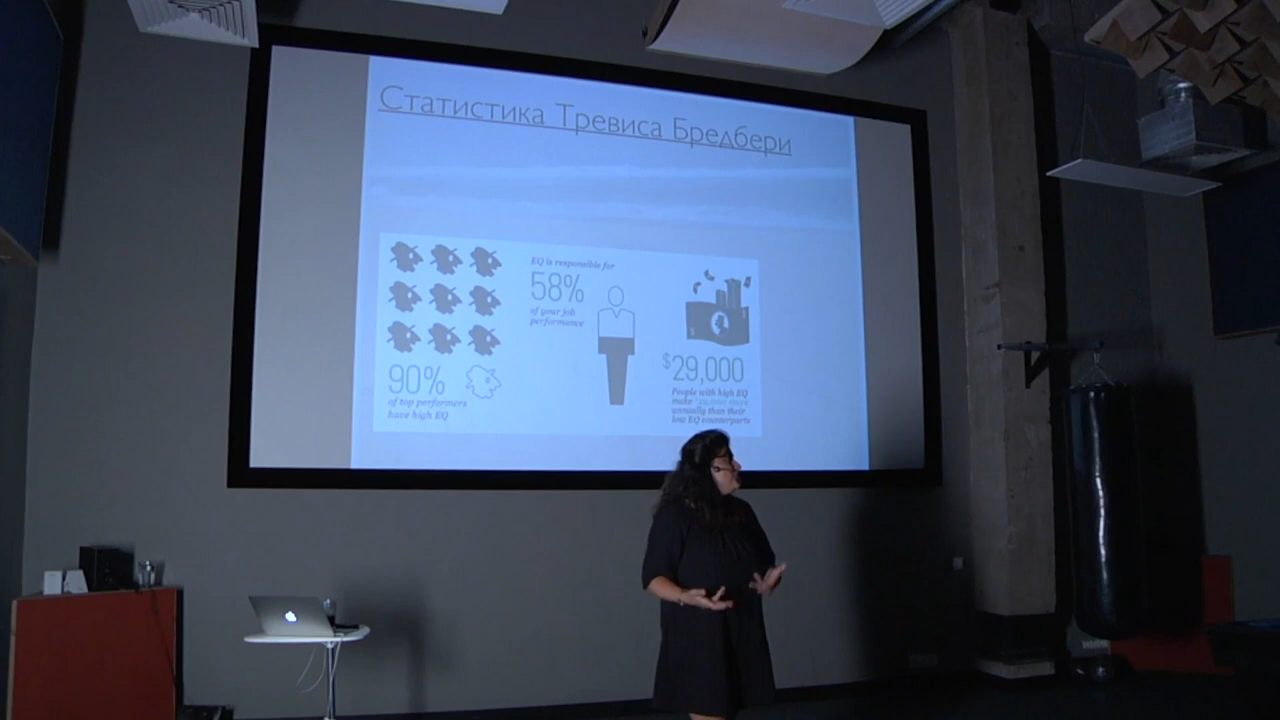 Статистика Тревиса Бредбери
EQ is responsible for
58%
of your job
performance
90%
of top performers
have high EQ
$29,000
People with high EQ
make more
annually than their
low EQ counterparts